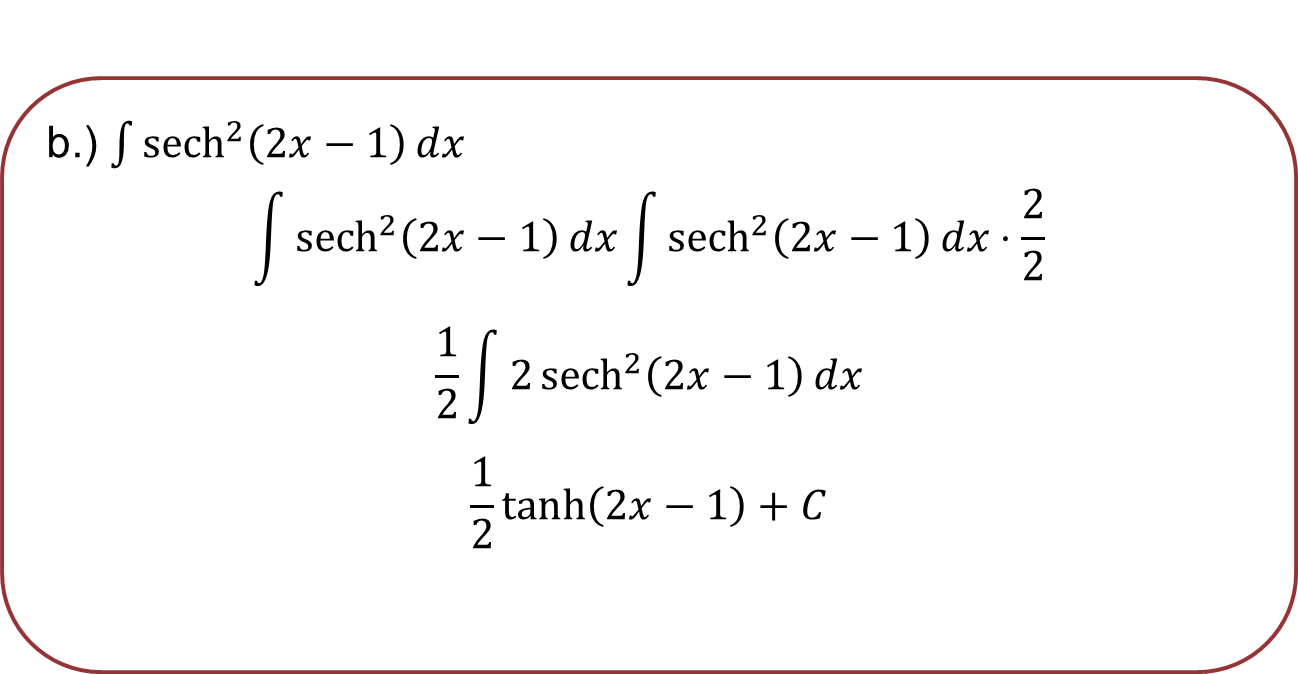 b.) ∫ sech²(2x − 1) dx
∫ sech²(2x − 1) dx ∫ sech²(2x − 1) dx · 2/2
1/2 ∫ 2 sech²(2x − 1) dx
1/2 tanh(2x − 1) + C